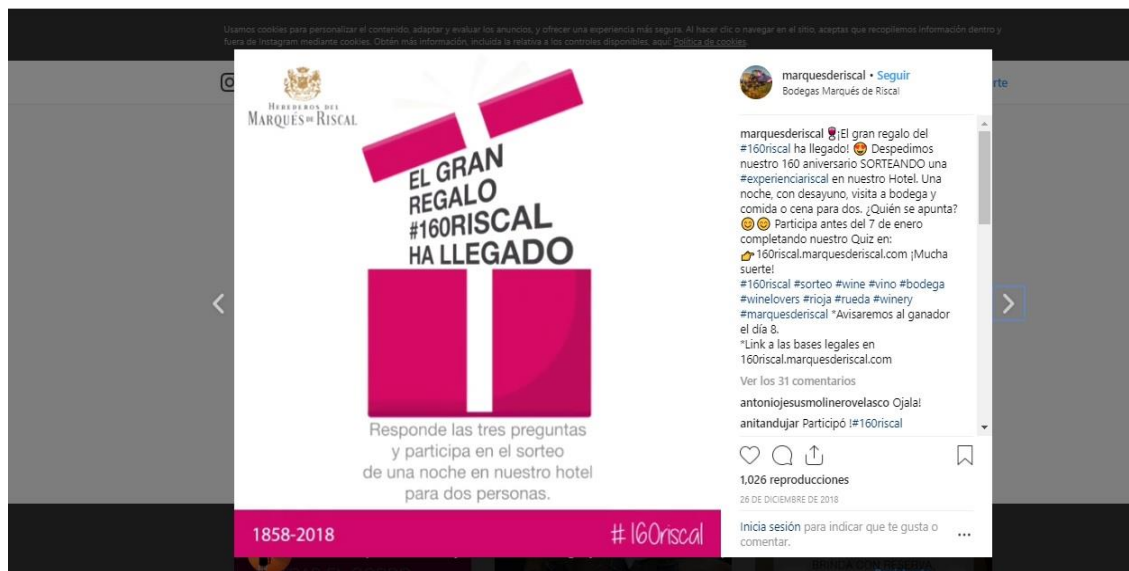 Usamos cookies para personalizar el contenido, adaptar y evaluar los anuncios, y ofrecer una experiencia más segura. Al hacer clic o navegar en el sitio, aceptas que recopilemos información dentro y
fuera de Instagram mediante cookies. Obtén más información, incluida la relativa a los controles disponibles, aquí: Política de cookies.
rte
HEREDEROS DEL
MARQUÉS DE RISCAL
EL GRAN
REGALO
#160RISCAL
HA LLEGADO
Responde las tres preguntas
y participa en el sorteo
de una noche en nuestro hotel
para dos personas.
1858-2018
#160riscal
marquesderiscal • Seguir
Bodegas Marqués de Riscal
marquesderiscal 🍷¡El gran regalo del
#160riscal ha llegado! 😍 Despedimos
nuestro 160 aniversario SORTEANDO una
#experienciariscal en nuestro Hotel. Una
noche, con desayuno, visita a bodega y
comida o cena para dos. ¿Quién se apunta?
😊😊 Participa antes del 7 de enero
completando nuestro Quiz en:
👉160riscal.marquesderiscal.com ¡Mucha
suerte!
#160riscal #sorteo #wine #vino #bodega
#winelovers #rioja #rueda #winery
#marquesderiscal *Avisaremos al ganador
el día 8.
*Link a las bases legales en
160riscal.marquesderiscal.com
Ver los 31 comentarios
antoniojesusmolinerovelasco Ojala!
anitandujar Participó !#160riscal
1,026 reproducciones
26 DE DICIEMBRE DE 2018
Inicia sesión para indicar que te gusta o
comentar.
BRINDA CON RESERVA